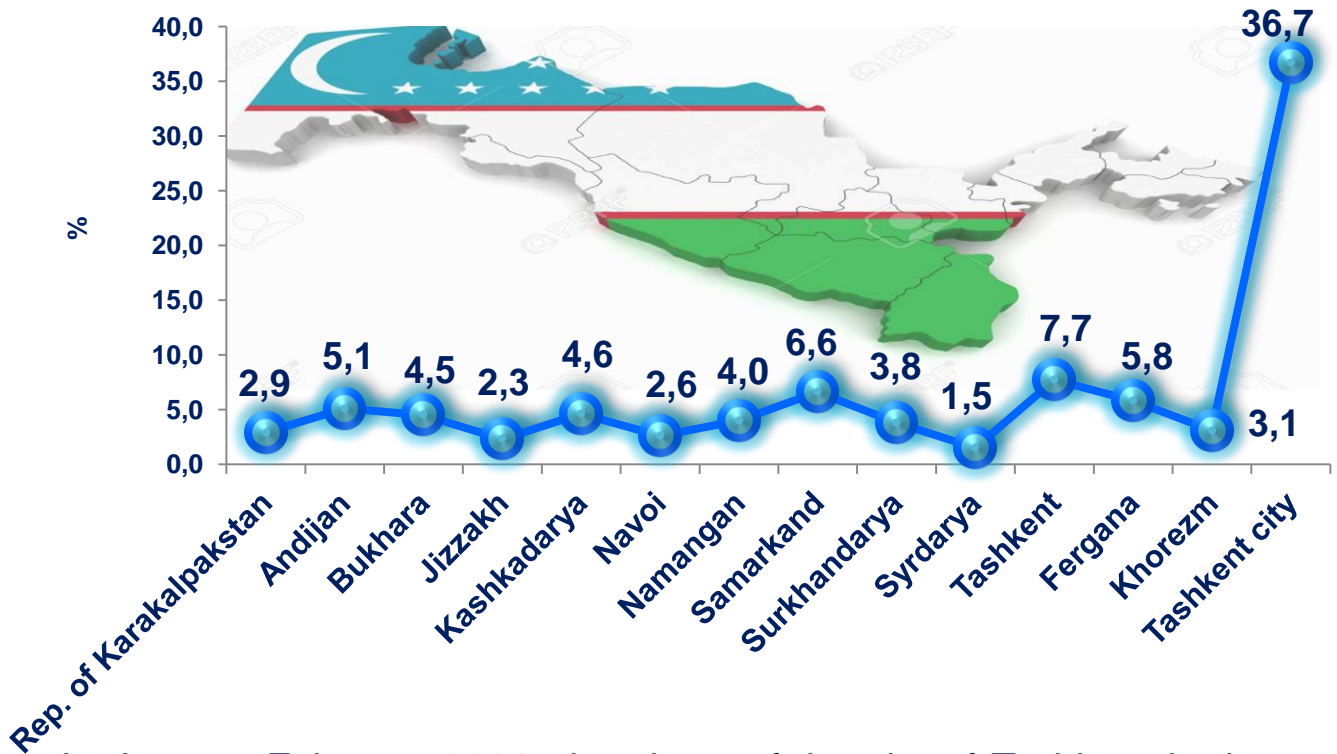 40,0
35,0
30,0
25,0
20,0
15,0
10,0
5,0
0,0
%
2,9
5,1
4,5
2,3
4,6
2,6
4,0
6,6
3,8
1,5
7,7
5,8
3,1
36,7
Rep. of Karakalpakstan
Andijan
Bukhara
Jizzakh
Kashkadarya
Navoi
Namangan
Samarkand
Surkhandarya
Syrdarya
Tashkent
Fergana
Khorezm
Tashkent city